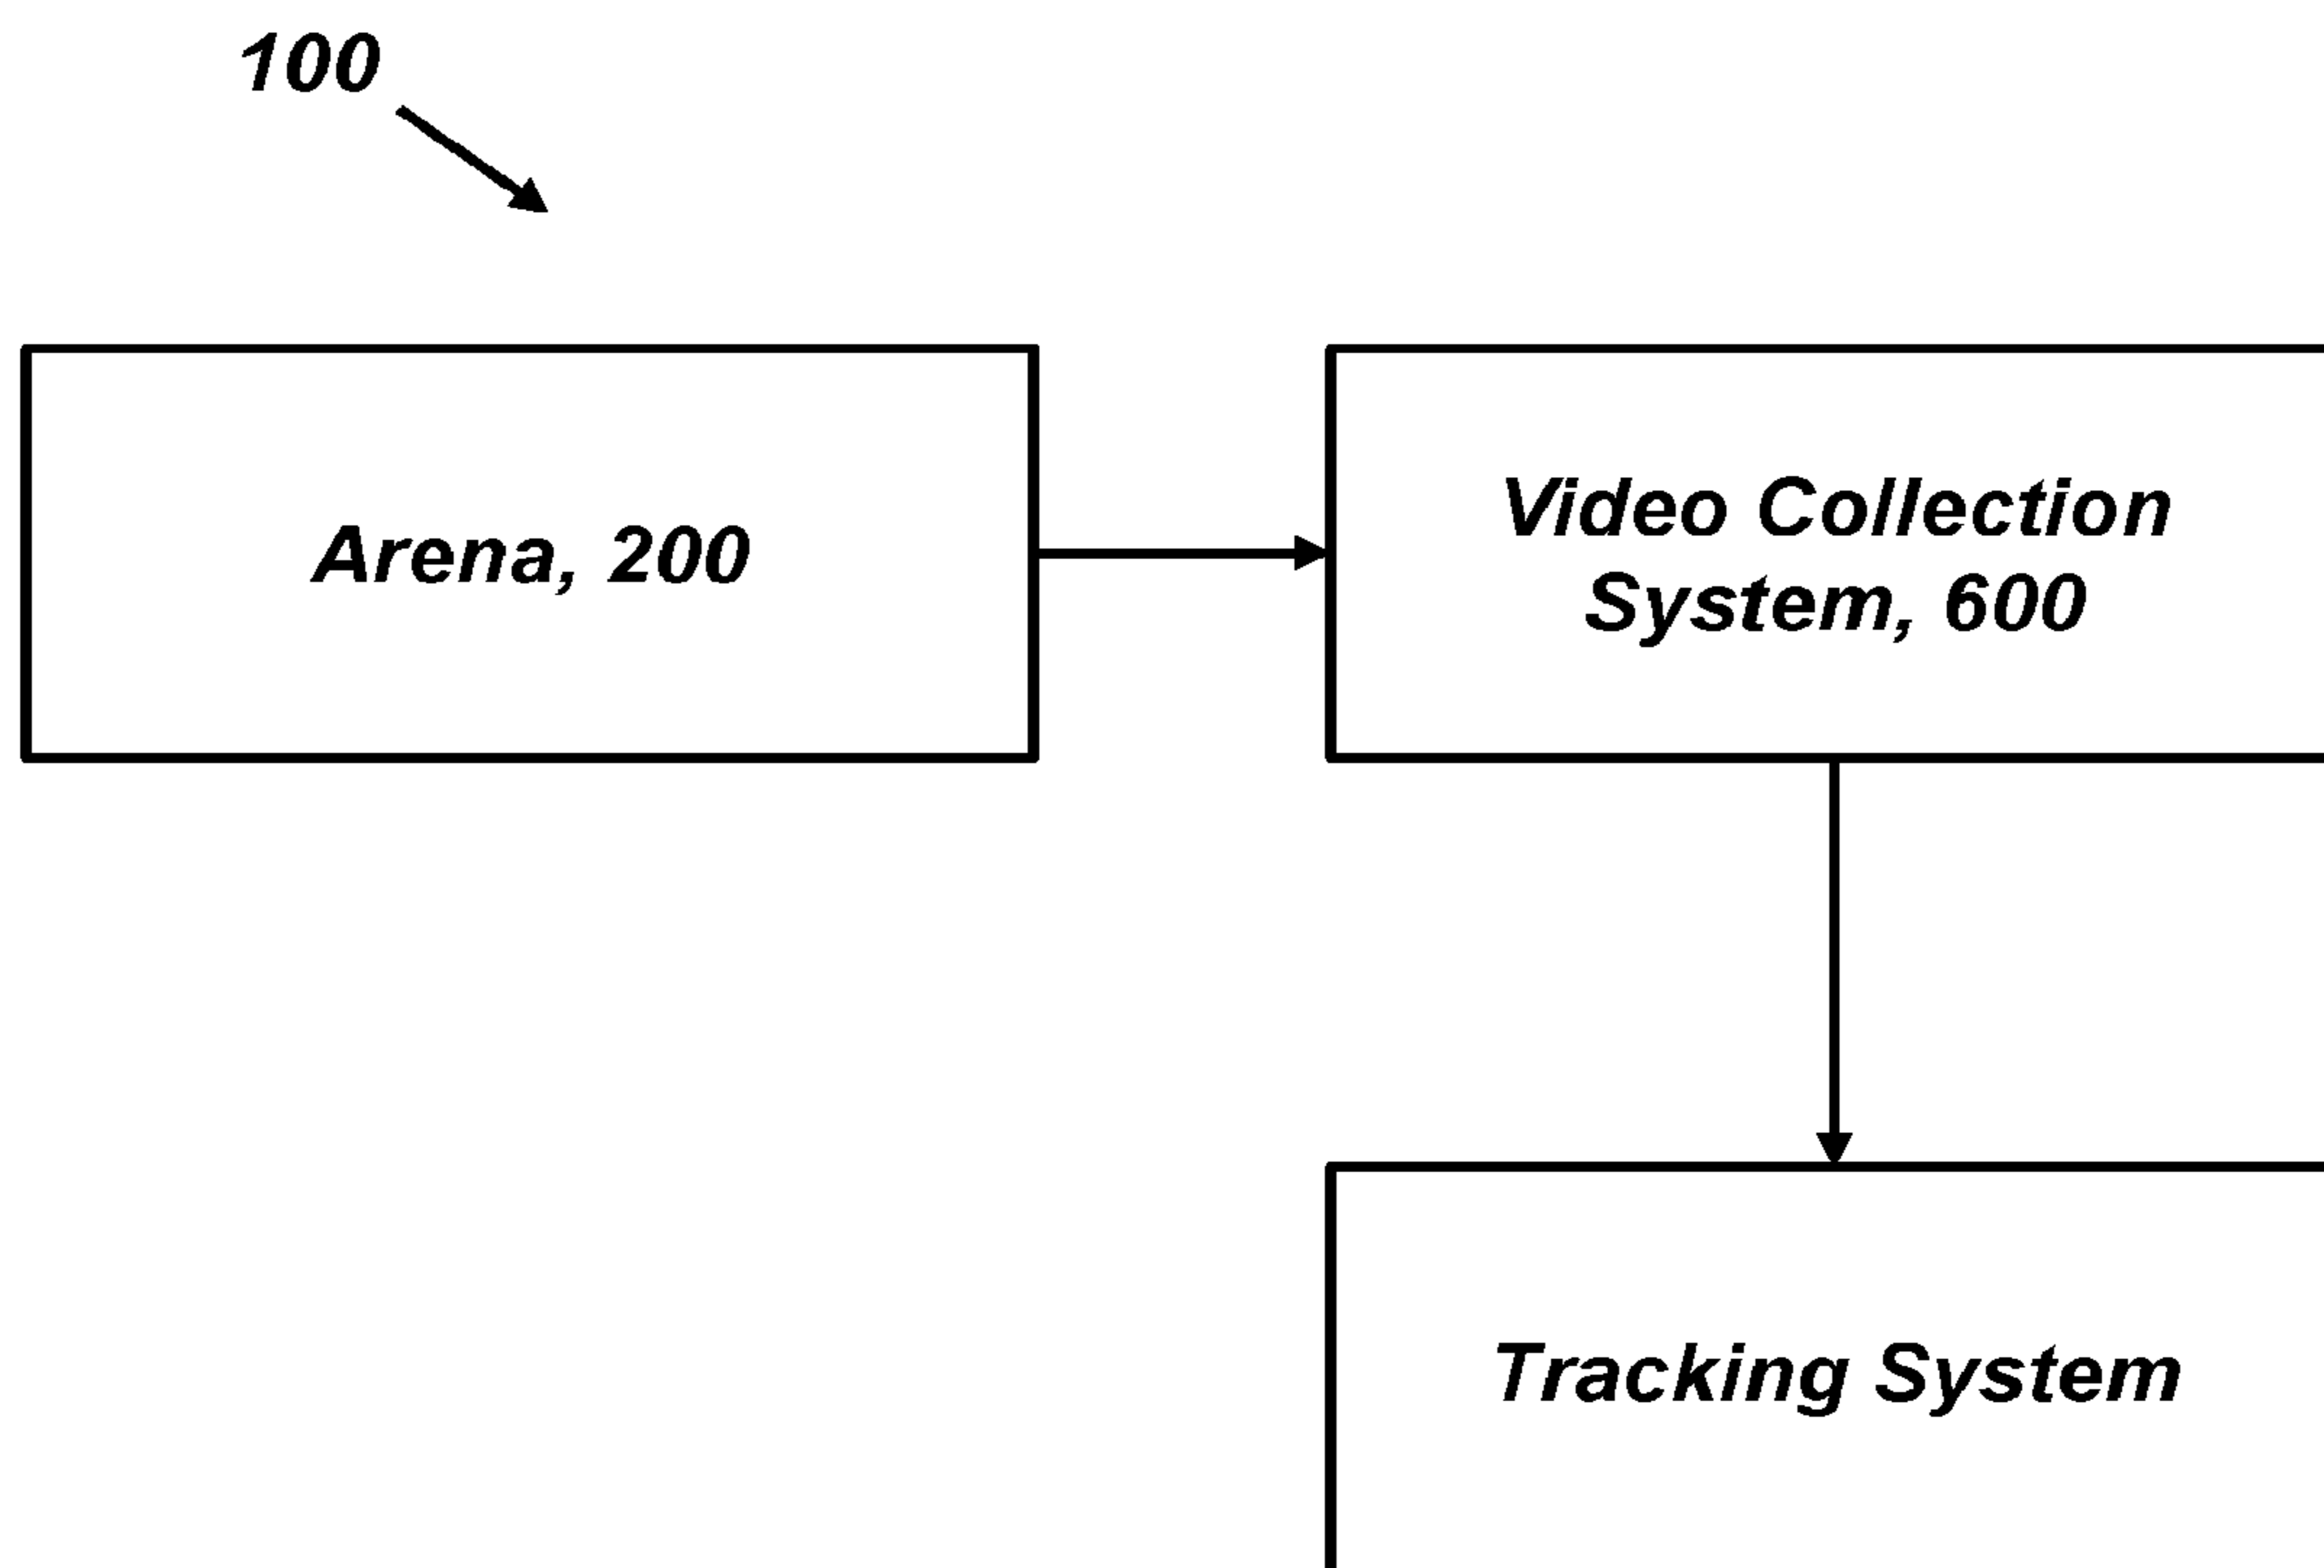 100
Arena, 200
Video Collection
System, 600
Tracking System